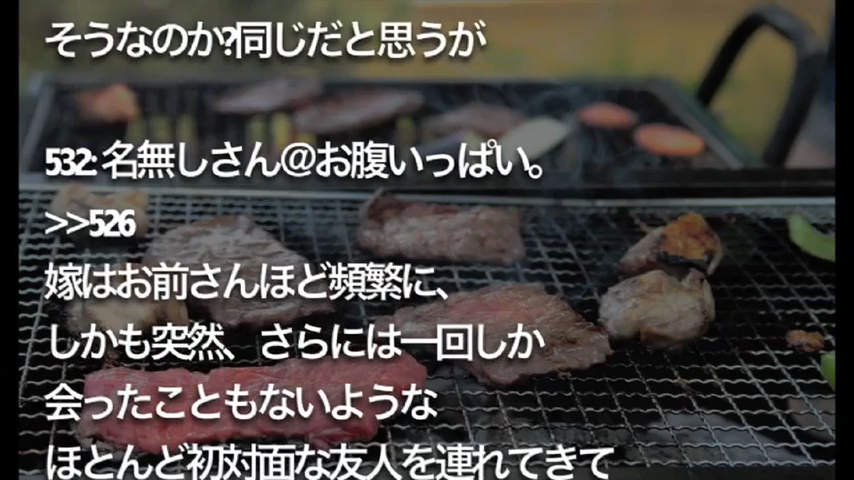 そうなのか?同じだと思うが
532: 名無しさん@お腹いっぱい。
>>526
嫁はお前さんほど頻繁に、
しかも突然、さらには一回しか
会ったこともないような
ほとんど初対面な友人を連れてきて